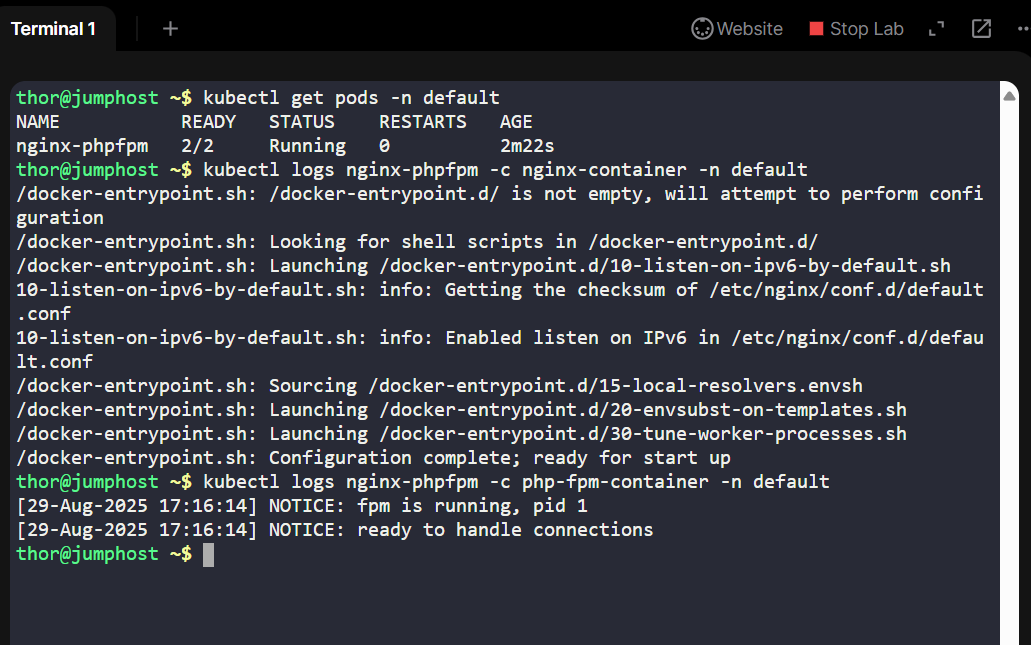 Terminal 1
Website
Stop Lab
thor@jumphost ~$ kubectl get pods -n default
NAME           READY   STATUS    RESTARTS   AGE
nginx-phpfpm   2/2     Running   0          2m22s
thor@jumphost ~$ kubectl logs nginx-phpfpm -c nginx-container -n default
/docker-entrypoint.sh: /docker-entrypoint.d/ is not empty, will attempt to perform confi
guration
/docker-entrypoint.sh: Looking for shell scripts in /docker-entrypoint.d/
/docker-entrypoint.sh: Launching /docker-entrypoint.d/10-listen-on-ipv6-by-default.sh
10-listen-on-ipv6-by-default.sh: info: Getting the checksum of /etc/nginx/conf.d/default
.conf
10-listen-on-ipv6-by-default.sh: info: Enabled listen on IPv6 in /etc/nginx/conf.d/defau
lt.conf
/docker-entrypoint.sh: Sourcing /docker-entrypoint.d/15-local-resolvers.envsh
/docker-entrypoint.sh: Launching /docker-entrypoint.d/20-envsubst-on-templates.sh
/docker-entrypoint.sh: Launching /docker-entrypoint.d/30-tune-worker-processes.sh
/docker-entrypoint.sh: Configuration complete; ready for start up
thor@jumphost ~$ kubectl logs nginx-phpfpm -c php-fpm-container -n default
[29-Aug-2025 17:16:14] NOTICE: fpm is running, pid 1
[29-Aug-2025 17:16:14] NOTICE: ready to handle connections
thor@jumphost ~$